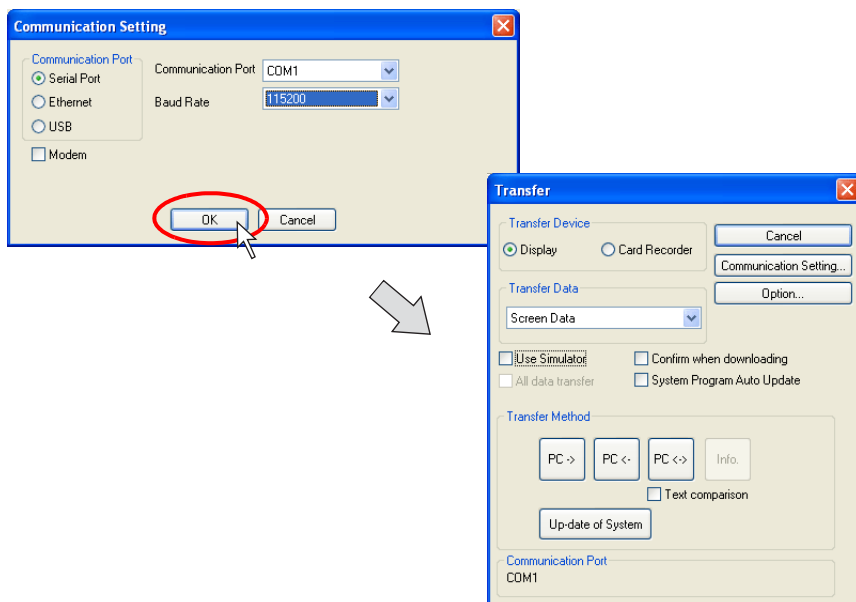 Communication Setting
Communication Port
Serial Port
Ethernet
USB
Modem
Communication Port COM1
Baud Rate 115200
OK Cancel
Transfer
Transfer Device
Display Card Recorder
Cancel
Communication Setting...
Option...
Transfer Data
Screen Data
Use Simulator Confirm when downloading
All data transfer System Program Auto Update
Transfer Method
PC -> PC <- PC <-> Info.
Text comparison
Up-date of System
Communication Port
COM1